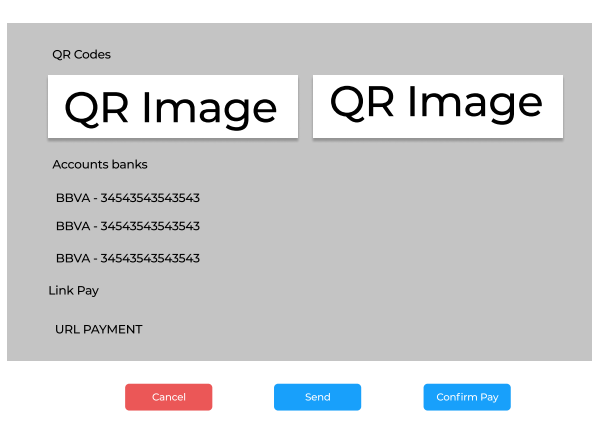 QR Codes
QR Image
QR Image
Accounts banks
BBVA - 34543543543543
BBVA - 34543543543543
BBVA - 34543543543543
Link Pay
URL PAYMENT
Cancel
Send
Confirm Pay